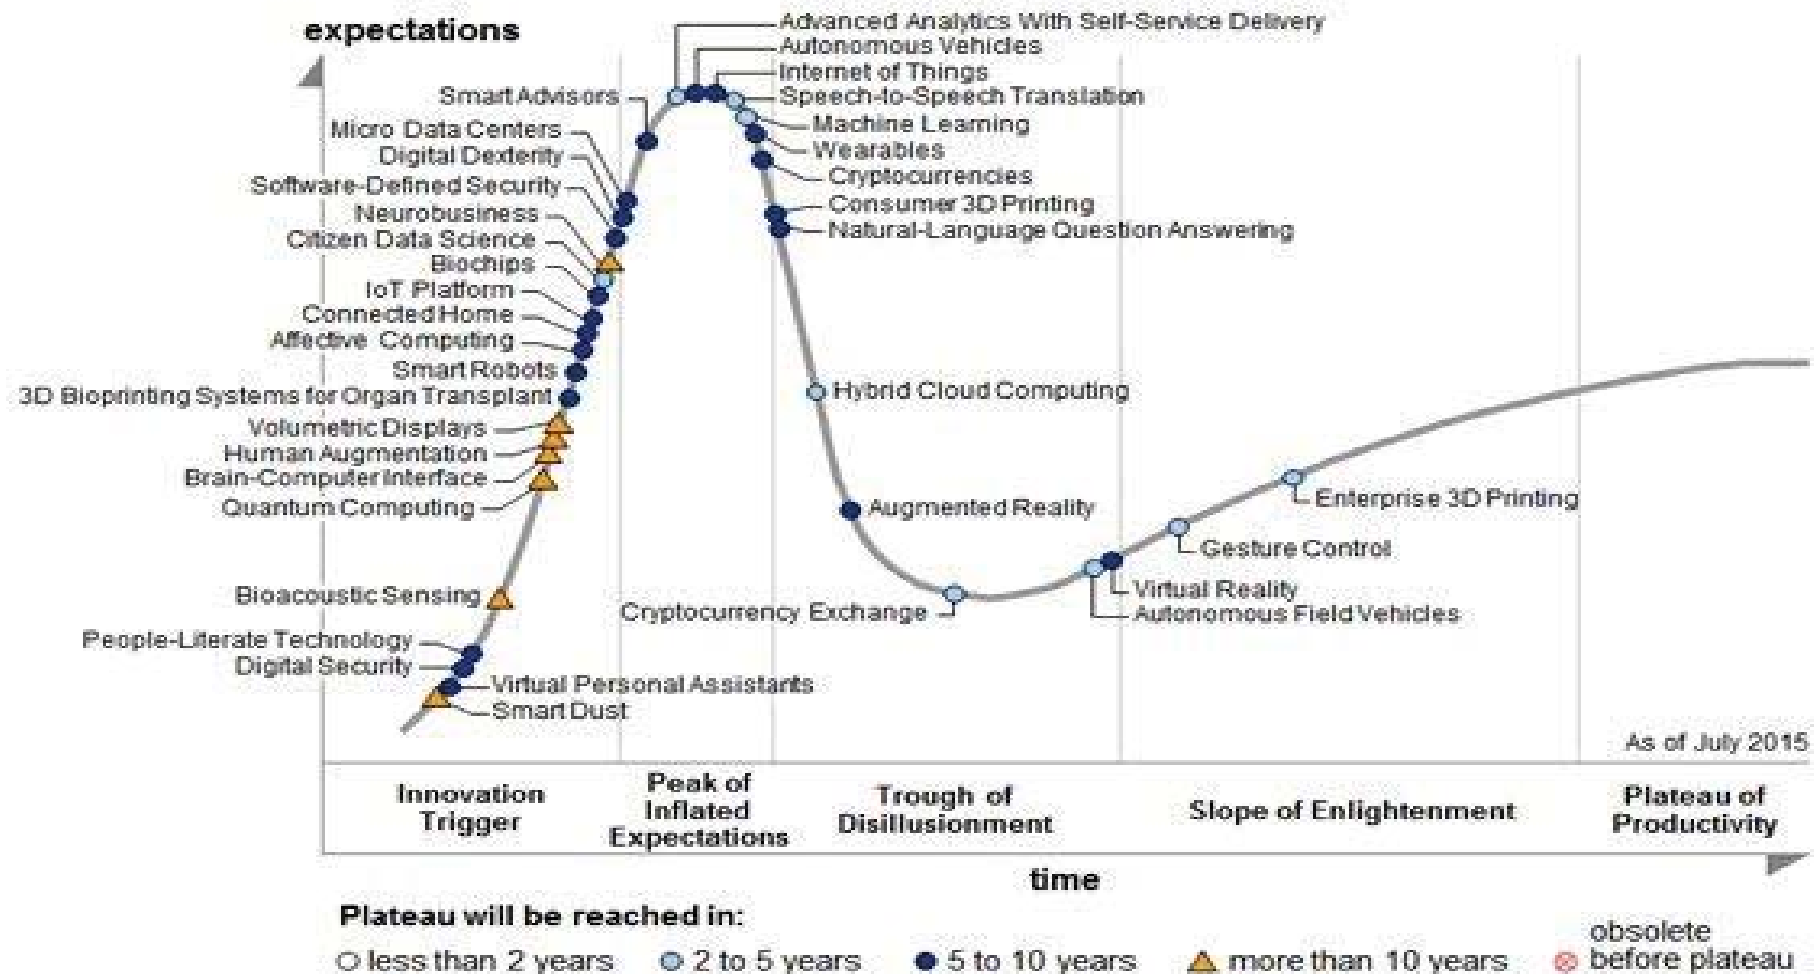 expectations
Advanced Analytics With Self-Service Delivery
Autonomous Vehicles
Internet of Things
Speech-to-Speech Translation
Machine Learning
Wearables
Cryptocurrencies
Consumer 3D Printing
Natural-Language Question Answering
Smart Advisors
Micro Data Centers
Digital Dexterity
Software-Defined Security
Neurobusiness
Citizen Data Science
Biochips
IoT Platform
Connected Home
Affective Computing
Smart Robots
3D Bioprinting Systems for Organ Transplant
Volumetric Displays
Human Augmentation
Brain-Computer Interface
Quantum Computing
Bioacoustic Sensing
People-Literate Technology
Digital Security
Virtual Personal Assistants
Smart Dust
Hybrid Cloud Computing
Augmented Reality
Cryptocurrency Exchange
Enterprise 3D Printing
Gesture Control
Virtual Reality
Autonomous Field Vehicles
As of July 2015
Innovation
Trigger
Peak of
Inflated
Expectations
Trough of
Disillusionment
Slope of Enlightenment
Plateau of
Productivity
time
Plateau will be reached in:
less than 2 years
2 to 5 years
5 to 10 years
more than 10 years
obsolete
before plateau